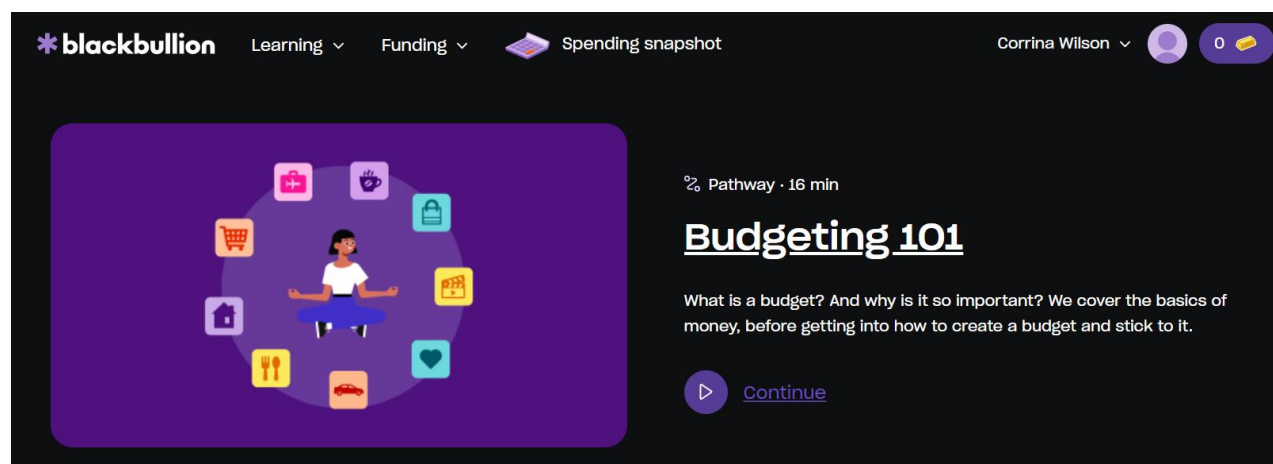 blackbullion Learning Funding Spending snapshot Corrina Wilson 0
Pathway · 16 min
Budgeting 101
What is a budget? And why is it so important? We cover the basics of
money, before getting into how to create a budget and stick to it.
Continue